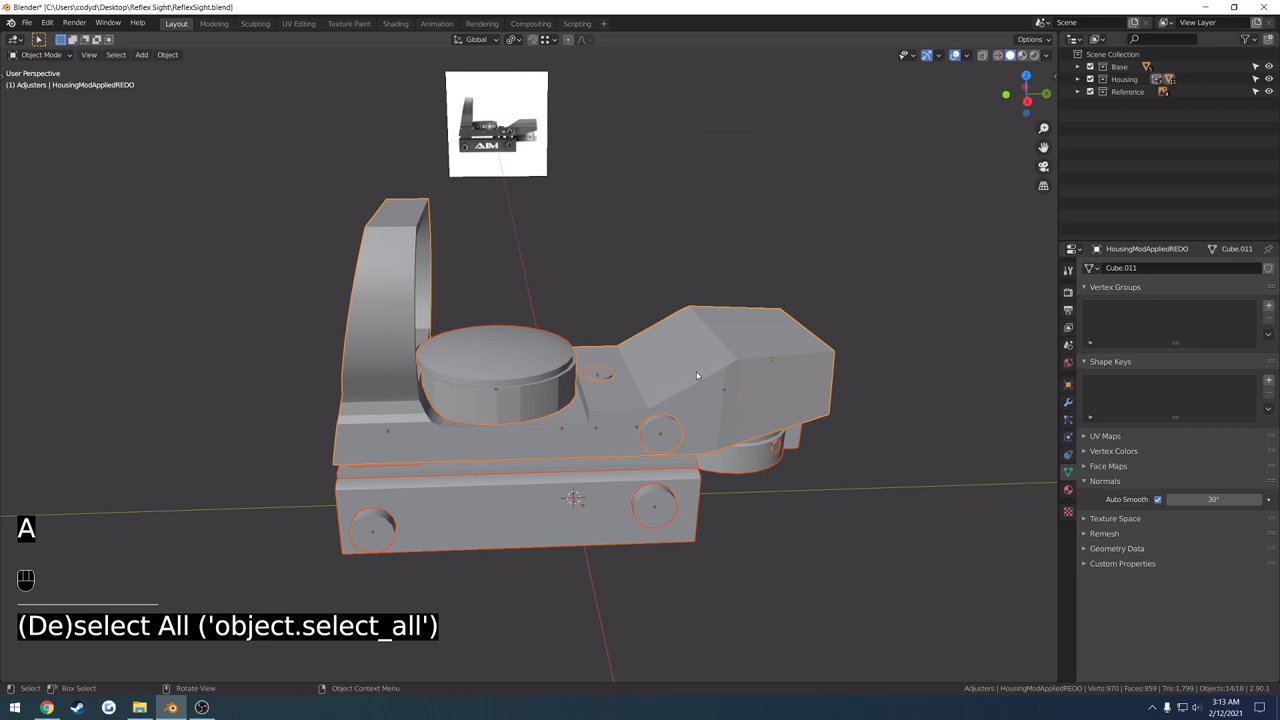 Blender* [C:\Users\codyd\Desktop\Reflex Sight\ReflexSight.blend]
File Edit Render Window Help Layout Modeling Sculpting UV Editing Texture Paint Shading Animation Rendering Compositing Scripting + Scene View Layer
Global Options
Object Mode View Select Add Object
User Perspective
(1) Adjusters | HousingModAppliedREDO
Scene Collection
Base
Housing
Reference
Z
Y
X
AIM
HousingModAppliedREDO Cube.011
Cube.011
Vertex Groups
Shape Keys
UV Maps
Vertex Colors
Face Maps
Normals
Auto Smooth 30°
Texture Space
Remesh
Geometry Data
Custom Properties
A
(De)select All ('object.select_all')
Select Box Select Rotate View Object Context Menu Adjusters | HousingModAppliedREDO | Verts:970 | Faces:859 | Tris:1,799 | Objects:14/18 | 2.90.1
3:13 AM
2/12/2021